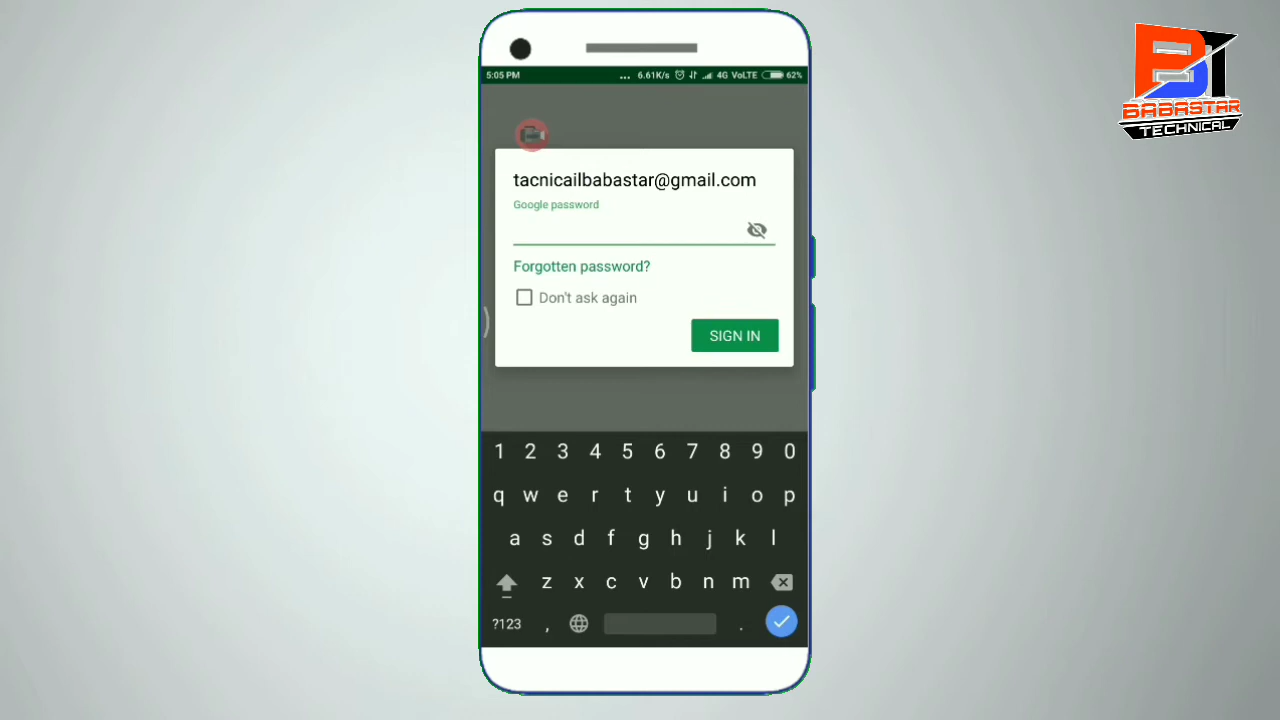 5:05 PM ... 6.61K/s 4G VoLTE 62%
BT
BABASTAR
TECHNICAL
tacnicailbabastar@gmail.com
Google password
Forgotten password?
Don't ask again
SIGN IN
1 2 3 4 5 6 7 8 9 0
q w e r t y u i o p
a s d f g h j k l
z x c v b n m
?123 , .